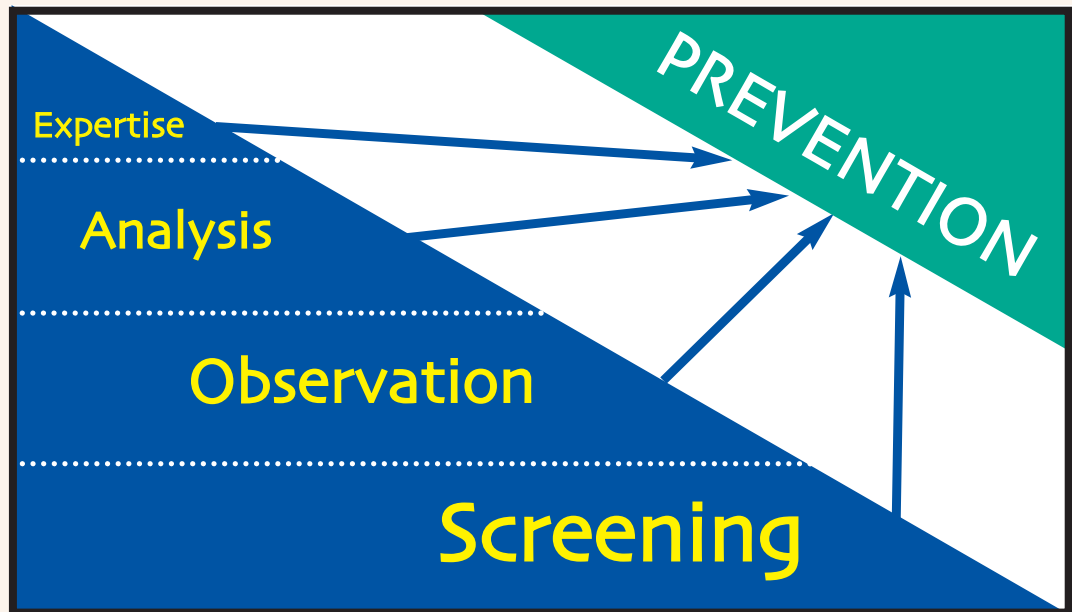 PREVENTION
Expertise
Analysis
Observation
Screening